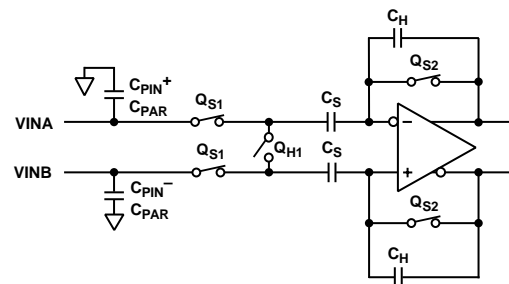 CH
QS2
CPIN+
CPAR
QS1
CS
VINA
−
QH1
QS1
CS
VINB
+
CPIN−
CPAR
QS2
CH